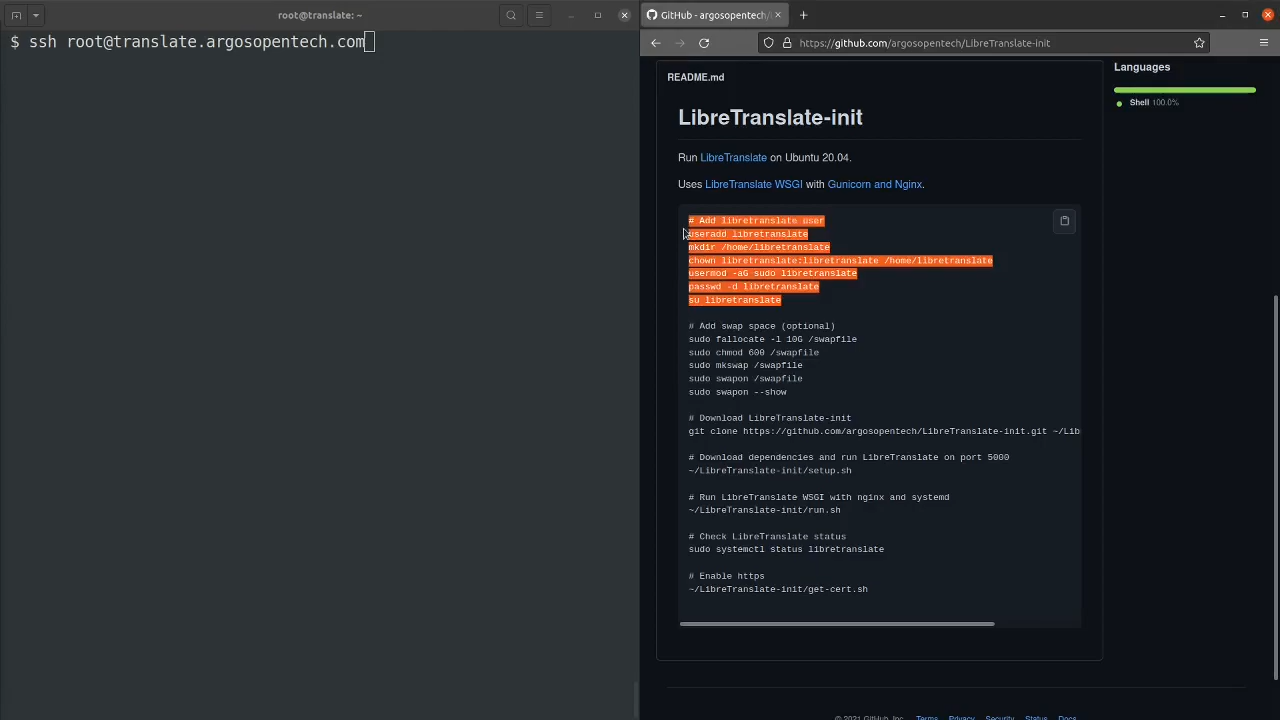 root@translate: ~
$ ssh root@translate.argosopentech.com
GitHub - argosopentech/
https://github.com/argosopentech/LibreTranslate-init
README.md
LibreTranslate-init
Run LibreTranslate on Ubuntu 20.04.
Uses LibreTranslate WSGI with Gunicorn and Nginx.
# Add libretranslate user
useradd libretranslate
mkdir /home/libretranslate
chown libretranslate:libretranslate /home/libretranslate
usermod -aG sudo libretranslate
passwd -d libretranslate
su libretranslate
# Add swap space (optional)
sudo fallocate -l 10G /swapfile
sudo chmod 600 /swapfile
sudo mkswap /swapfile
sudo swapon /swapfile
sudo swapon --show
# Download LibreTranslate-init
git clone https://github.com/argosopentech/LibreTranslate-init.git ~/Lib
# Download dependencies and run LibreTranslate on port 5000
~/LibreTranslate-init/setup.sh
# Run LibreTranslate WSGI with nginx and systemd
~/LibreTranslate-init/run.sh
# Check LibreTranslate status
sudo systemctl status libretranslate
# Enable https
~/LibreTranslate-init/get-cert.sh
Languages
Shell 100.0%
© 2021 GitHub, Inc. Terms Privacy Security Status Docs